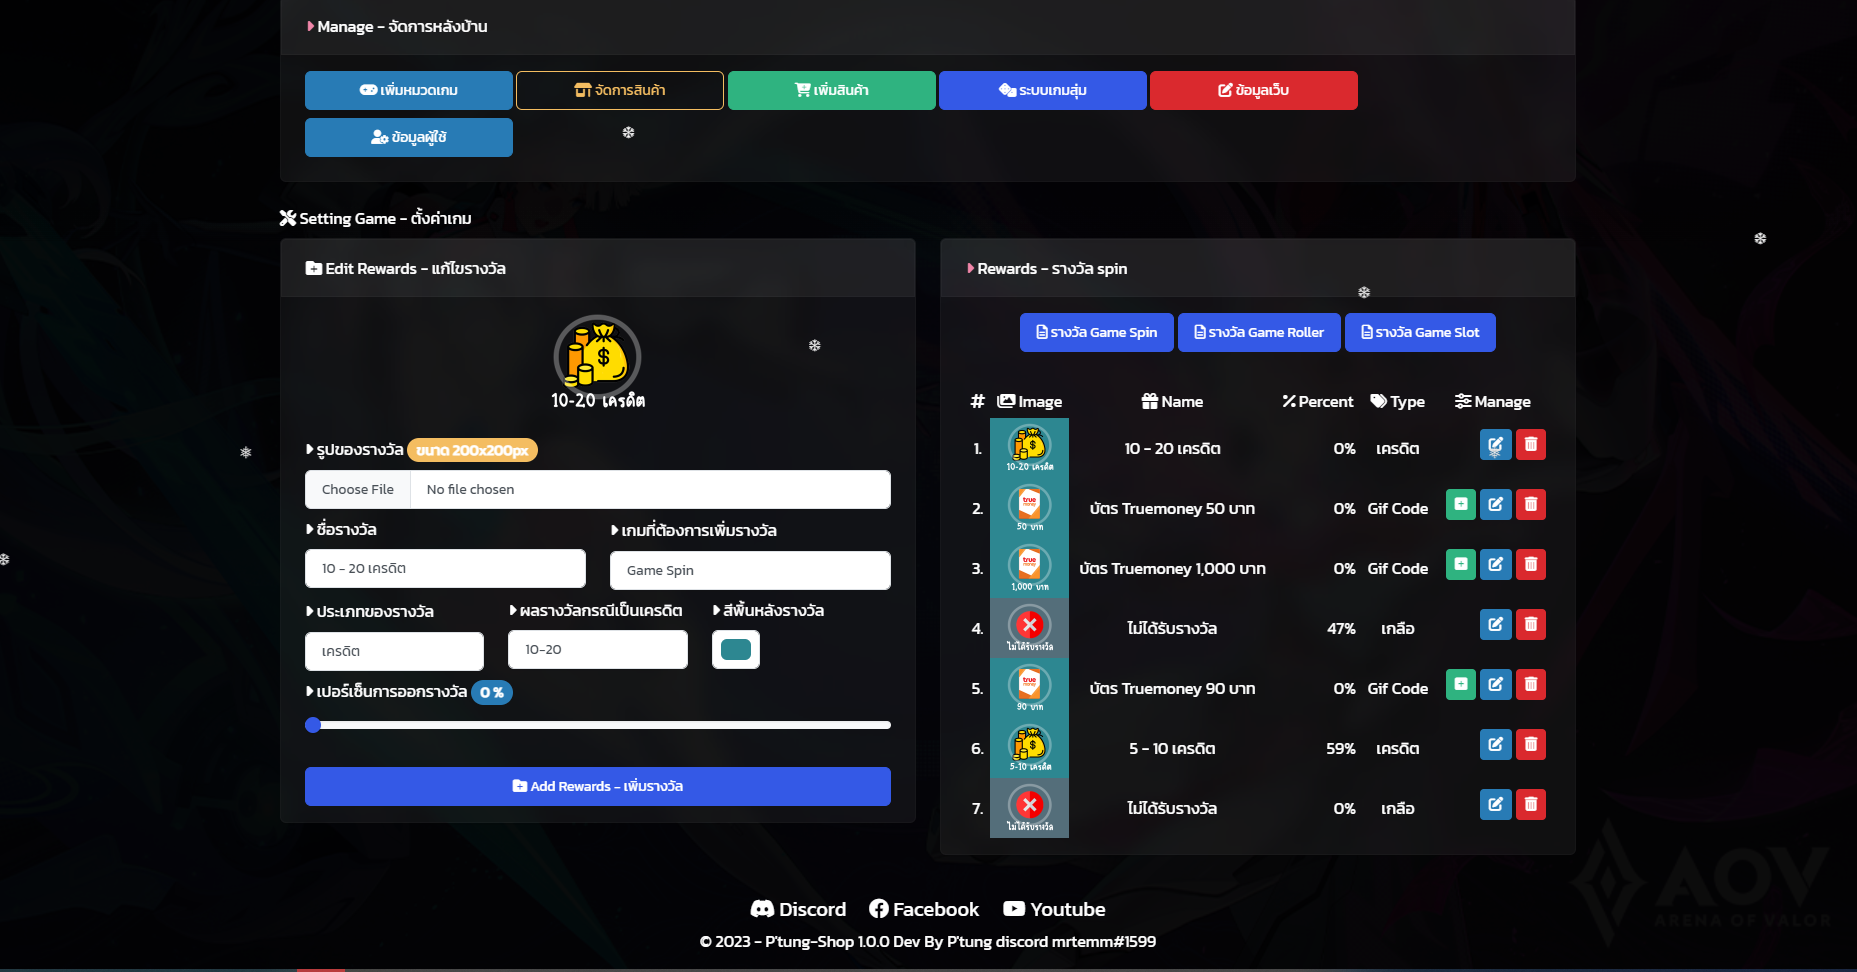 Manage - จัดการหลังบ้าน
เพิ่มหมวดเกม
จัดการสินค้า
เพิ่มสินค้า
ระบบเกมสุ่ม
ข้อมูลเว็บ
ข้อมูลผู้ใช้
Setting Game - ตั้งค่าเกม
Edit Rewards - แก้ไขรางวัล
10-20 เครดิต
รูปของรางวัล ขนาด 200x200px
Choose File No file chosen
ชื่อรางวัล
เกมที่ต้องการเพิ่มรางวัล
10 - 20 เครดิต
Game Spin
ประเภทของรางวัล
ผลรางวัลกรณีเป็นเครดิต
สีพื้นหลังรางวัล
เครดิต
10-20
เปอร์เซ็นการออกรางวัล 0 %
Add Rewards - เพิ่มรางวัล
Rewards - รางวัล spin
รางวัล Game Spin
รางวัล Game Roller
รางวัล Game Slot
# Image Name Percent Type Manage
1. 10-20 เครดิต 10 - 20 เครดิต 0% เครดิต
2. true money 50 บาท บัตร Truemoney 50 บาท 0% Gif Code
3. true money 1,000 บาท บัตร Truemoney 1,000 บาท 0% Gif Code
4. ไม่ได้รับรางวัล ไม่ได้รับรางวัล 47% เกลือ
5. true money 90 บาท บัตร Truemoney 90 บาท 0% Gif Code
6. 5-10 เครดิต 5 - 10 เครดิต 59% เครดิต
7. ไม่ได้รับรางวัล ไม่ได้รับรางวัล 0% เกลือ
AOV
ARENA OF VALOR
Discord Facebook Youtube
© 2023 - P'tung-Shop 1.0.0 Dev By P'tung discord mrtemm#1599